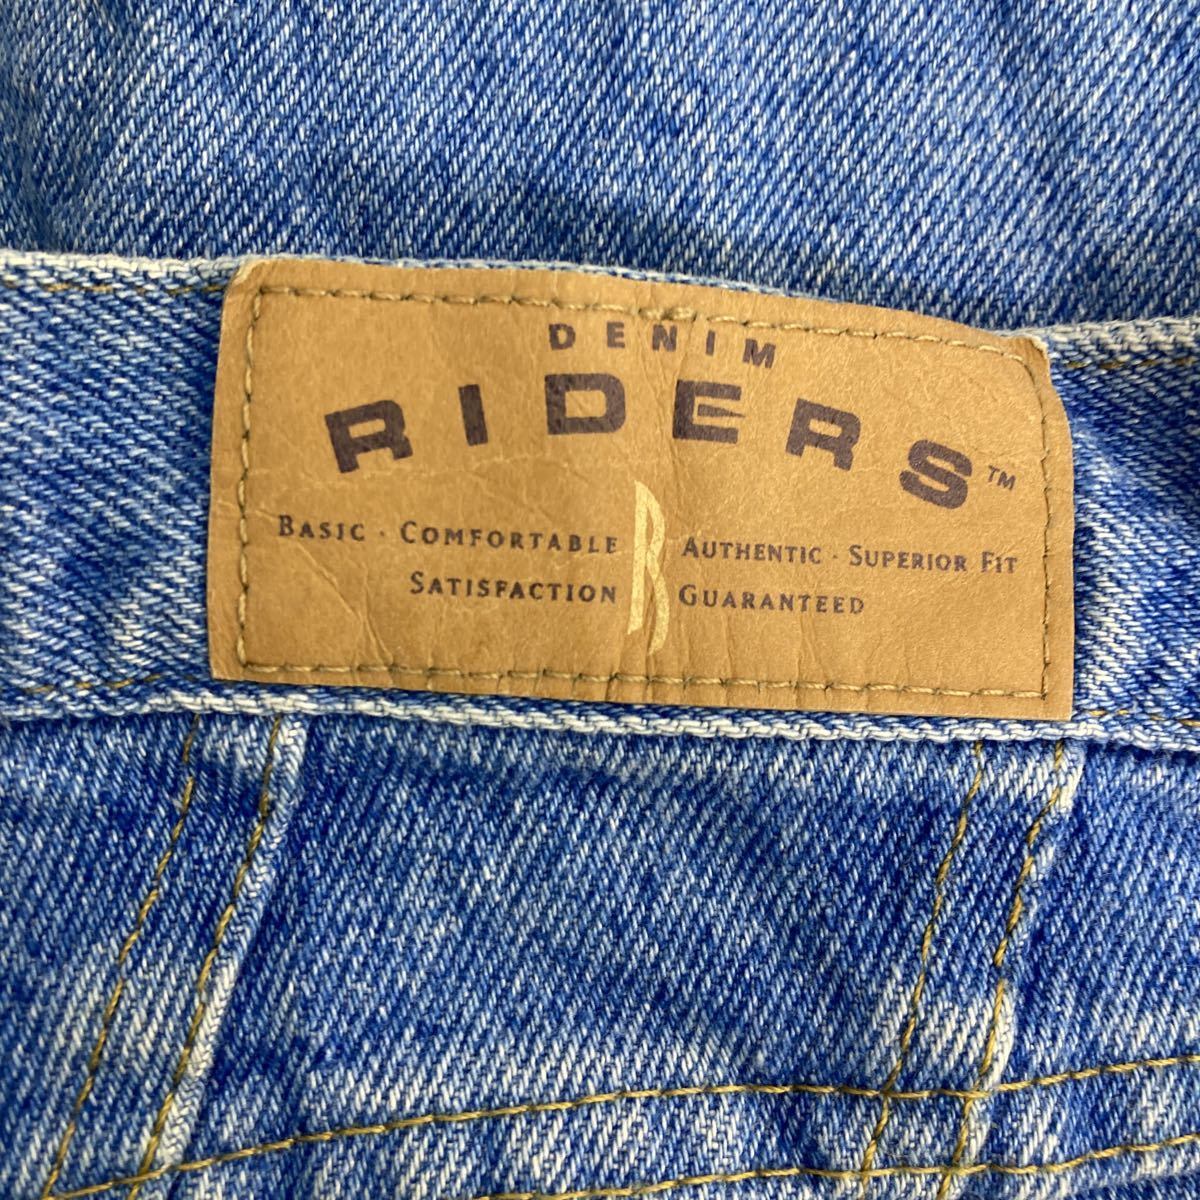 DENIM
RIDERS™
BASIC · COMFORTABLE R AUTHENTIC · SUPERIOR FIT
SATISFACTION GUARANTEED